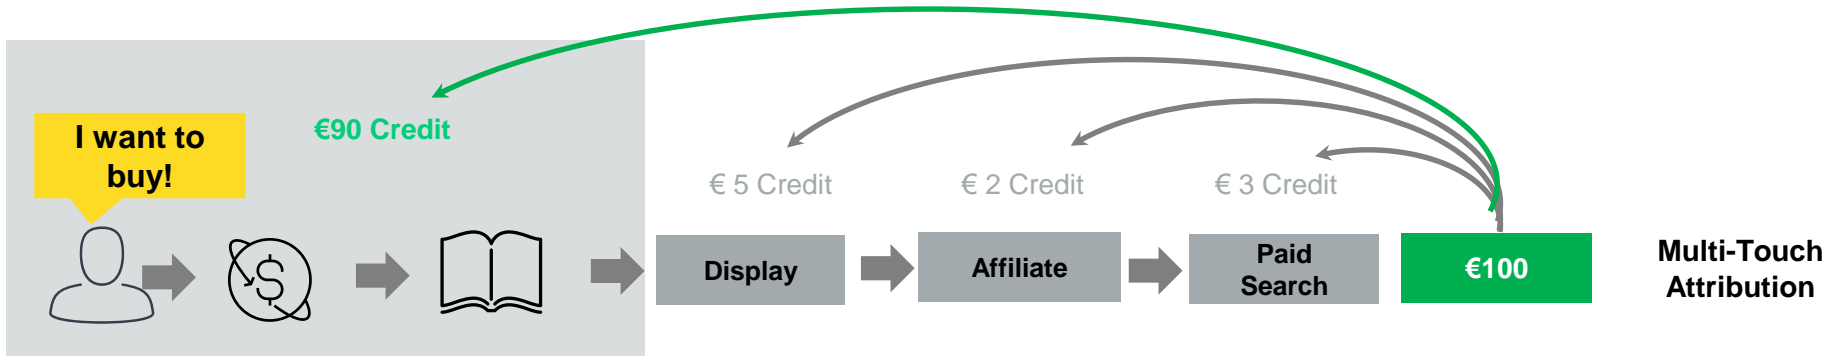 €90 Credit
I want to
buy!
€ 5 Credit
€ 2 Credit
€ 3 Credit
$
Display
Affiliate
Paid
Search
€100
Multi-Touch
Attribution